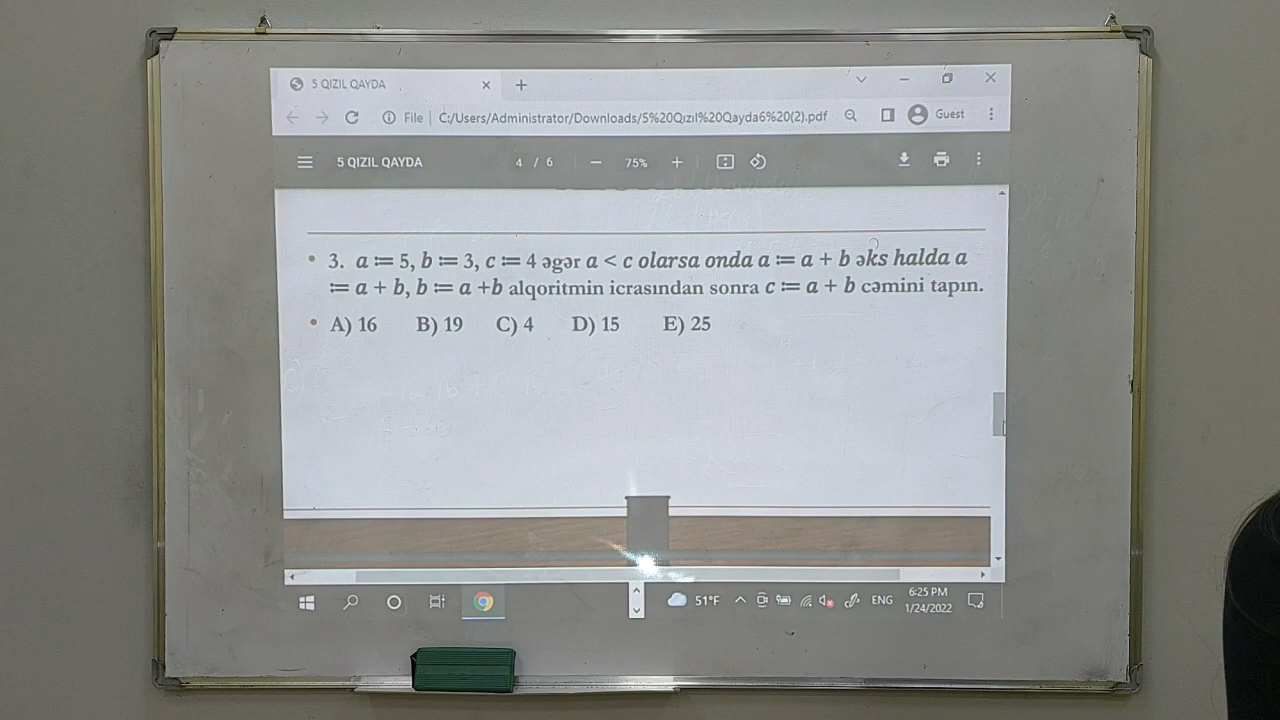 5 QIZIL QAYDA
File | C:/Users/Administrator/Downloads/5%20Qızıl%20Qayda6%20(2).pdf
Guest
5 QIZIL QAYDA
4 / 6
75%
• 3. a ≔ 5, b ≔ 3, c ≔ 4 əgər a < c olarsa onda a ≔ a + b əks halda a
≔ a + b, b ≔ a +b alqoritmin icrasından sonra c ≔ a + b cəmini tapın.
• A) 16 B) 19 C) 4 D) 15 E) 25
51°F
ENG
6:25 PM
1/24/2022